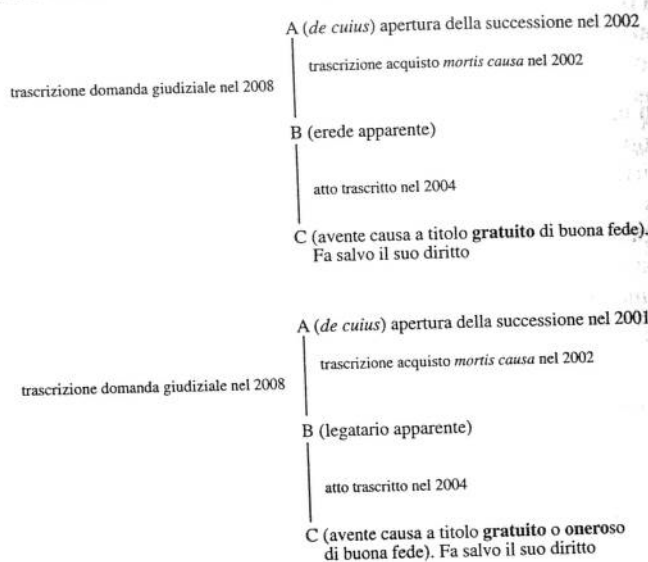 A (de cuius) apertura della successione nel 2002
trascrizione acquisto mortis causa nel 2002
trascrizione domanda giudiziale nel 2008
B (erede apparente)
atto trascritto nel 2004
C (avente causa a titolo gratuito di buona fede).
Fa salvo il suo diritto
A (de cuius) apertura della successione nel 2001
trascrizione acquisto mortis causa nel 2002
trascrizione domanda giudiziale nel 2008
B (legatario apparente)
atto trascritto nel 2004
C (avente causa a titolo gratuito o oneroso
di buona fede). Fa salvo il suo diritto